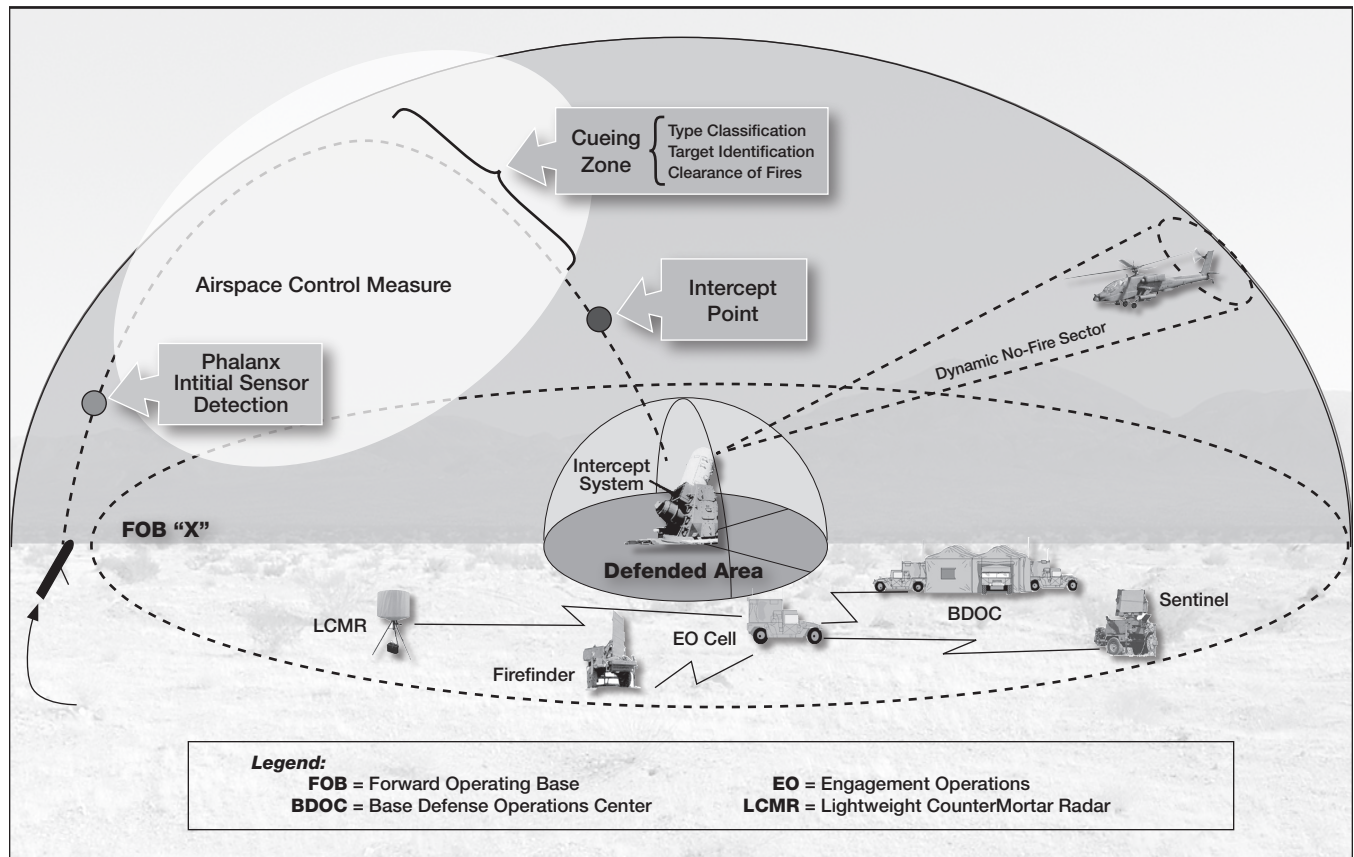 Cueing
Zone
Type Classification
Target Identification
Clearance of Fires
Airspace Control Measure
Intercept
Point
Phalanx
Intitial Sensor
Detection
Dynamic No-Fire Sector
Intercept
System
FOB “X”
Defended Area
LCMR
Firefinder
EO Cell
BDOC
Sentinel
Legend:
FOB = Forward Operating Base
BDOC = Base Defense Operations Center
EO = Engagement Operations
LCMR = Lightweight CounterMortar Radar